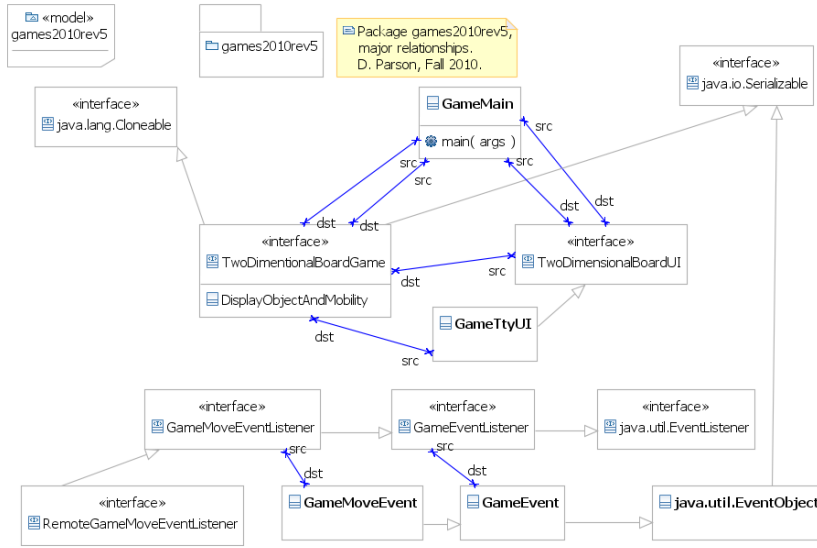 «model»
games2010rev5
games2010rev5
Package games2010rev5,
major relationships.
D. Parson, Fall 2010.
«interface»
java.io.Serializable
«interface»
java.lang.Cloneable
GameMain
main( args )
src
src
src
src
dst
dst
dst
dst
«interface»
TwoDimentionalBoardGame
DisplayObjectAndMobility
«interface»
TwoDimensionalBoardUI
src
dst
GameTtyUI
dst
src
«interface»
GameMoveEventListener
«interface»
GameEventListener
«interface»
java.util.EventListener
src
dst
src
dst
«interface»
RemoteGameMoveEventListener
GameMoveEvent
GameEvent
java.util.EventObject